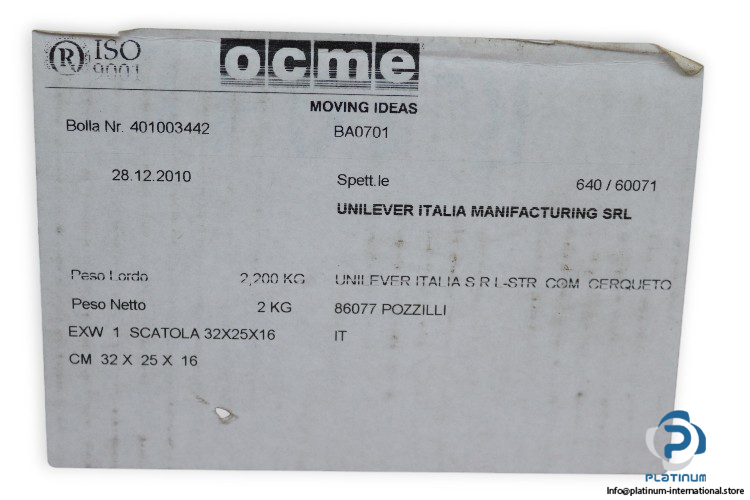 R ISO
9001
ocme
MOVING IDEAS
Bolla Nr. 401003442 BA0701
28.12.2010 Spett.le 640 / 60071
UNILEVER ITALIA MANIFACTURING SRL
Peso Lordo 2,200 KG UNILEVER ITALIA S R L-STR COM CERQUETO
Peso Netto 2 KG 86077 POZZILLI
EXW 1 SCATOLA 32X25X16 IT
CM 32 X 25 X 16
PLATINUM
info@platinum-international.store